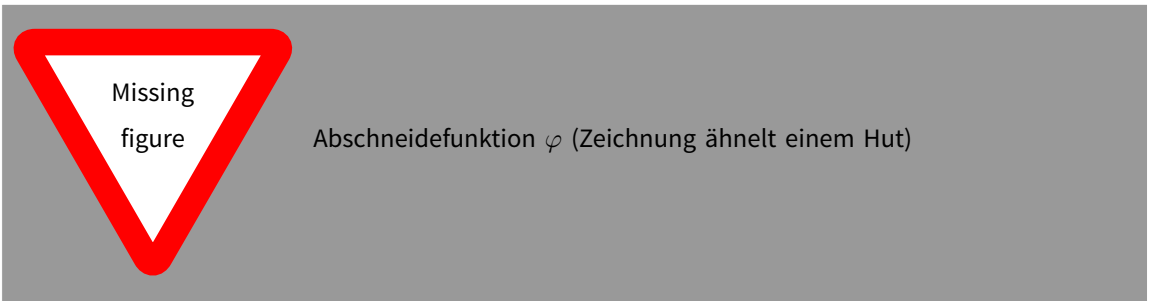 Missing
figure
Abschneidefunktion φ (Zeichnung ähnelt einem Hut)